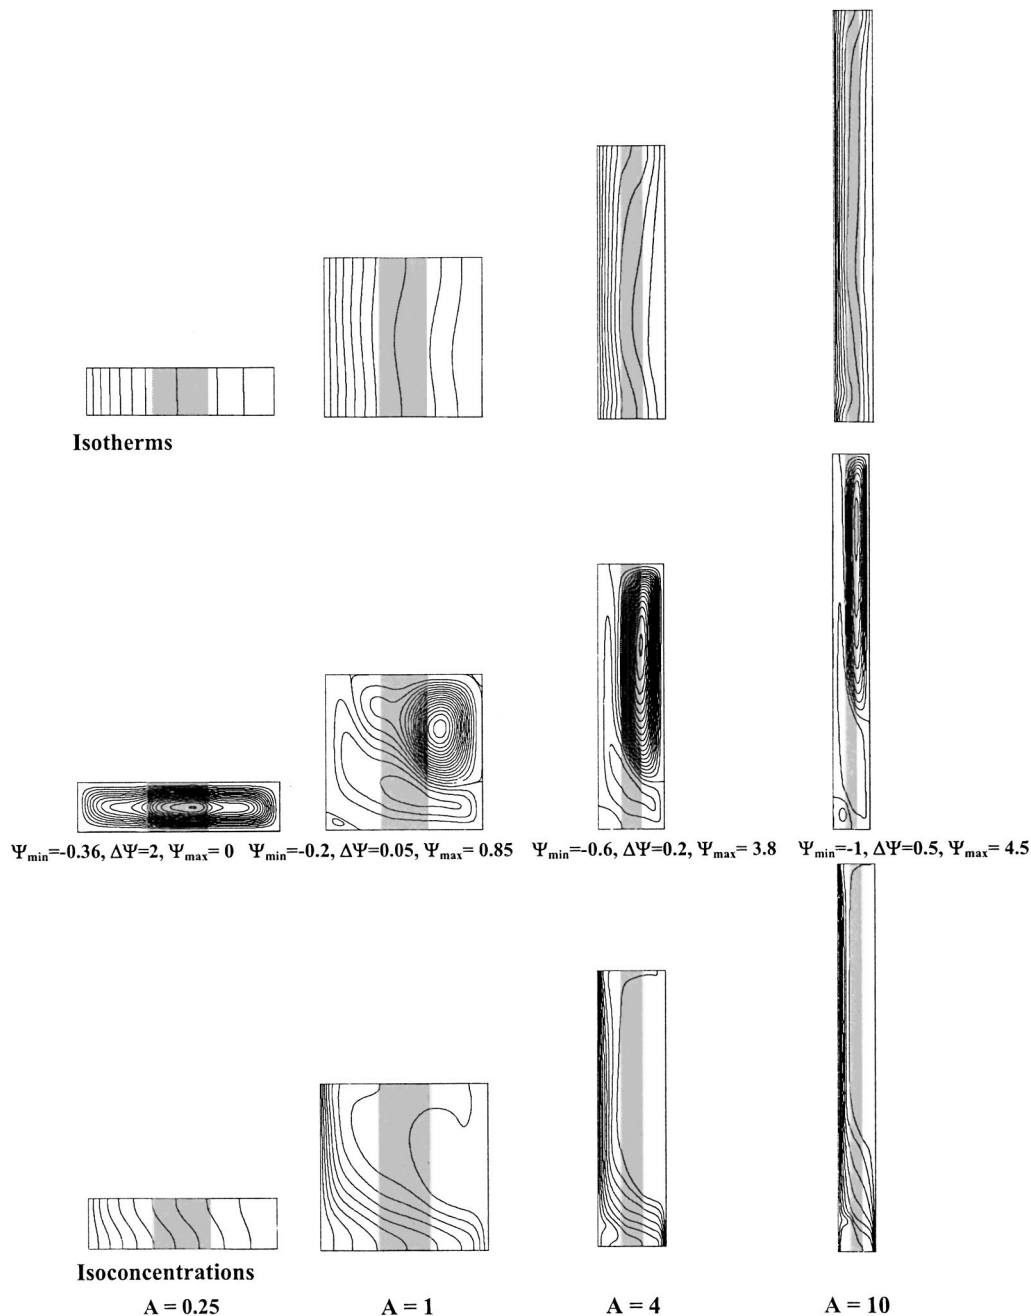 Isotherms
Ψmin=-0.36, ΔΨ=2, Ψmax= 0 Ψmin=-0.2, ΔΨ=0.05, Ψmax= 0.85 Ψmin=-0.6, ΔΨ=0.2, Ψmax= 3.8 Ψmin=-1, ΔΨ=0.5, Ψmax= 4.5
Isoconcentrations
A = 0.25 A = 1 A = 4 A = 10